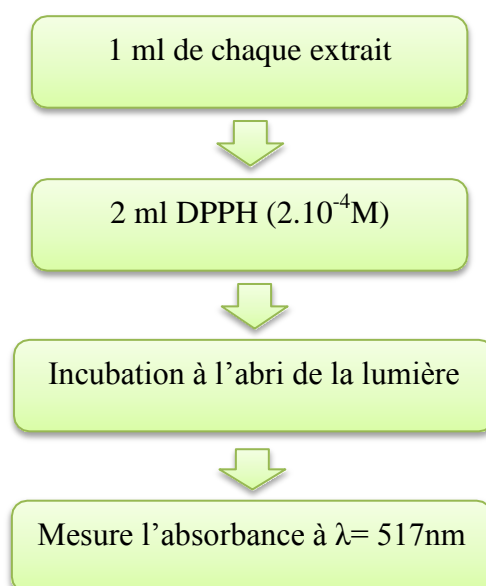 1 ml de chaque extrait
2 ml DPPH (2.10⁻⁴M)
Incubation à l’abri de la lumière
Mesure l’absorbance à λ= 517nm